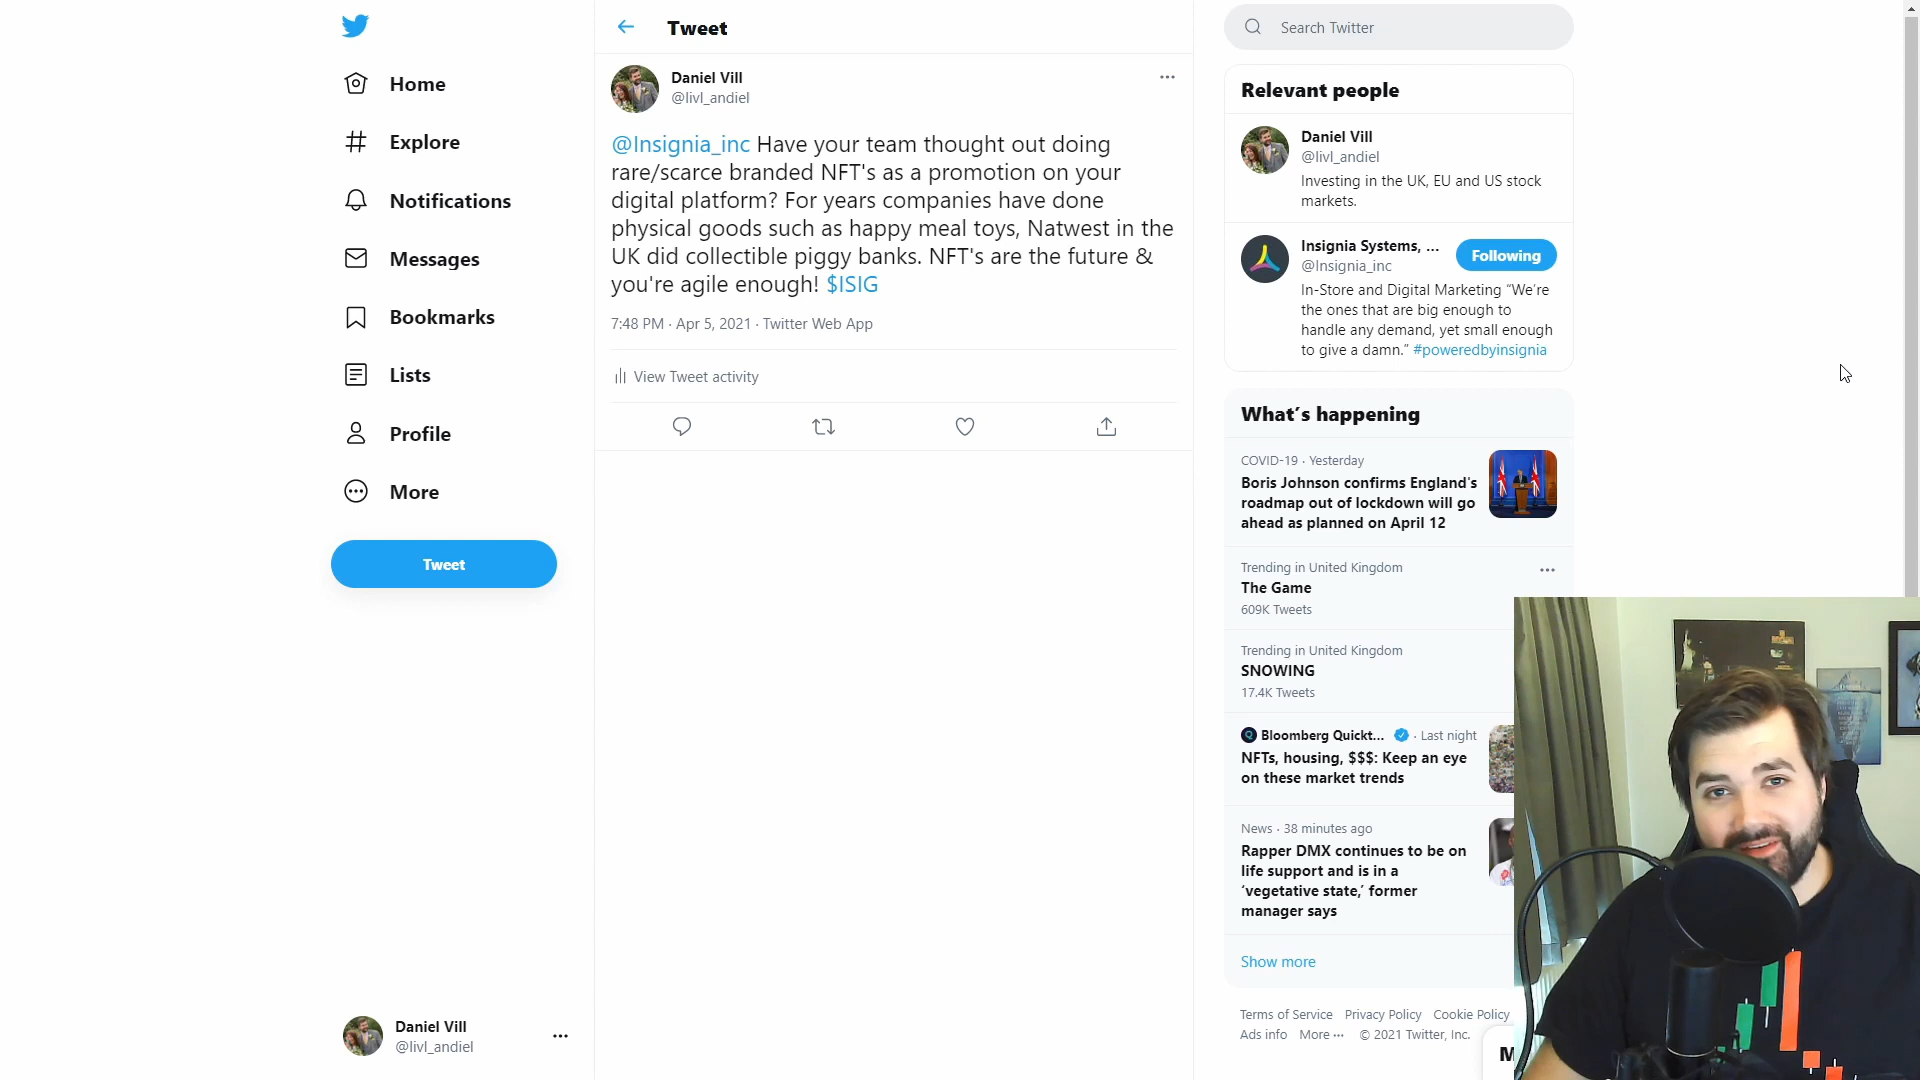 Home
Explore
Notifications
Messages
Bookmarks
Lists
Profile
More
Tweet
Daniel Vill
@livl_andiel
Tweet
Daniel Vill
@livl_andiel
@Insignia_inc Have your team thought out doing
rare/scarce branded NFT's as a promotion on your
digital platform? For years companies have done
physical goods such as happy meal toys, Natwest in the
UK did collectible piggy banks. NFT's are the future &
you're agile enough! $ISIG
7:48 PM · Apr 5, 2021 · Twitter Web App
View Tweet activity
Search Twitter
Relevant people
Daniel Vill
@livl_andiel
Investing in the UK, EU and US stock
markets.
Insignia Systems, ...
@Insignia_inc
Following
In-Store and Digital Marketing “We’re
the ones that are big enough to
handle any demand, yet small enough
to give a damn.” #poweredbyinsignia
What’s happening
COVID-19 · Yesterday
Boris Johnson confirms England's
roadmap out of lockdown will go
ahead as planned on April 12
Trending in United Kingdom
The Game
609K Tweets
Trending in United Kingdom
SNOWING
17.4K Tweets
Bloomberg Quickt... · Last night
NFTs, housing, $$$: Keep an eye
on these market trends
News · 38 minutes ago
Rapper DMX continues to be on
life support and is in a
‘vegetative state,’ former
manager says
Show more
Terms of Service Privacy Policy Cookie Policy
Ads info More ··· © 2021 Twitter, Inc.